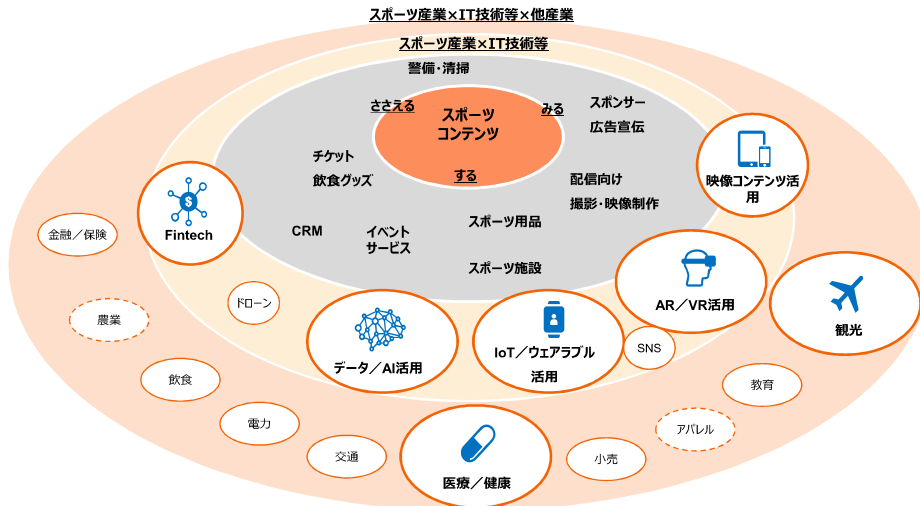 スポーツ産業×IT技術等×他産業
スポーツ産業×IT技術等
警備・清掃
ささえる
スポーツ
コンテンツ
みる
する
スポンサー
広告宣伝
チケット
飲食グッズ
配信向け
撮影・映像制作
CRM
イベント
サービス
スポーツ用品
スポーツ施設
映像コンテンツ活
用
Fintech
金融／保険
農業
ドローン
データ／AI活用
IoT／ウェアラブル
活用
AR／VR活用
SNS
観光
飲食
電力
交通
医療／健康
小売
アパレル
教育